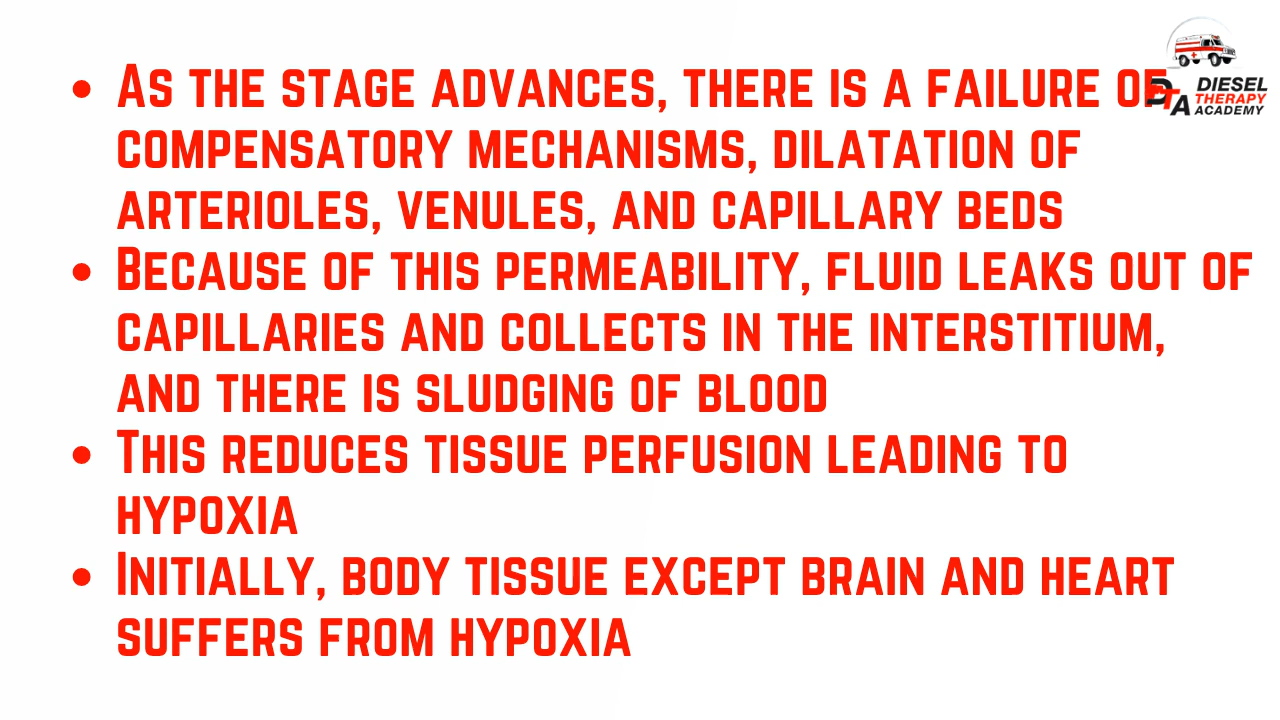 As the stage advances, there is a failure of
compensatory mechanisms, dilatation of
arterioles, venules, and capillary beds
Because of this permeability, fluid leaks out of
capillaries and collects in the interstitium,
and there is sludging of blood
This reduces tissue perfusion leading to
hypoxia
Initially, body tissue except brain and heart
suffers from hypoxia
DTA DIESEL
THERAPY
ACADEMY